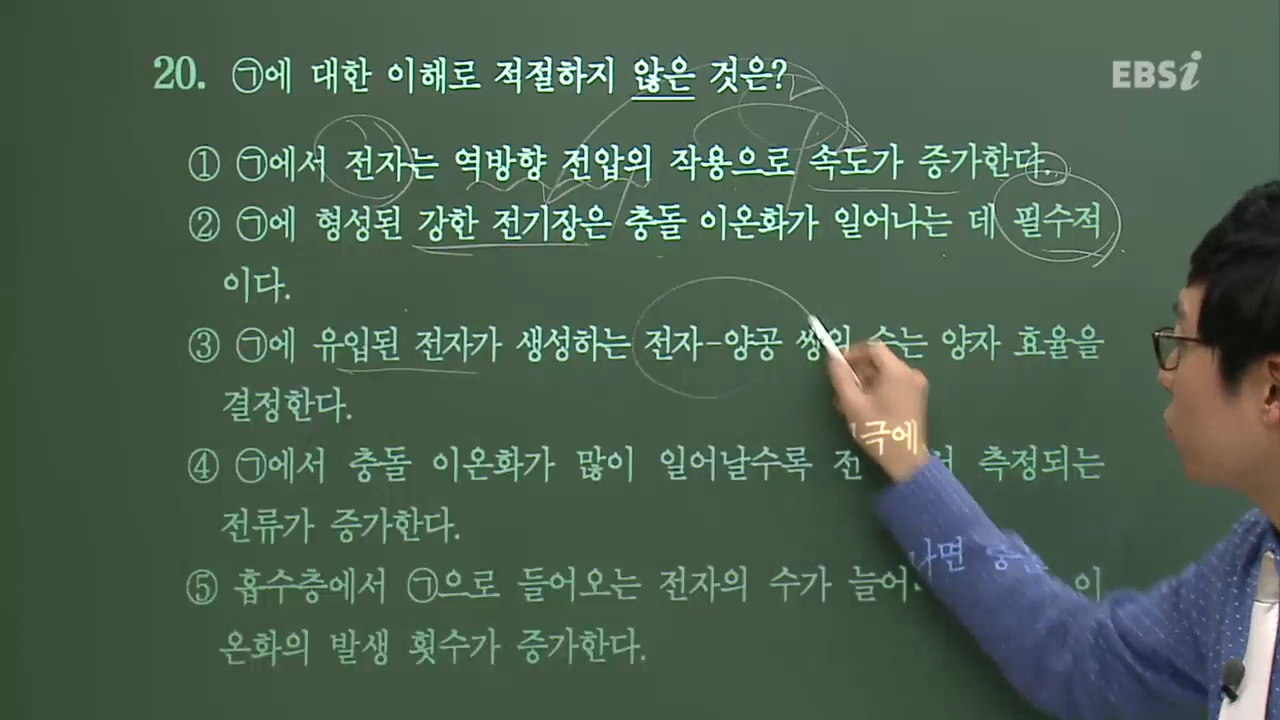 20. ㉠에 대한 이해로 적절하지 않은 것은?
EBSi
① ㉠에서 전자는 역방향 전압의 작용으로 속도가 증가한다.
② ㉠에 형성된 강한 전기장은 충돌 이온화가 일어나는 데 필수적
이다.
③ ㉠에 유입된 전자가 생성하는 전자-양공 쌍의 수는 양자 효율을
결정한다.
극에
④ ㉠에서 충돌 이온화가 많이 일어날수록 전 측정되는
전류가 증가한다.
⑤ 흡수층에서 ㉠으로 들어오는 전자의 수가 늘어나면 이
온화의 발생 횟수가 증가한다.